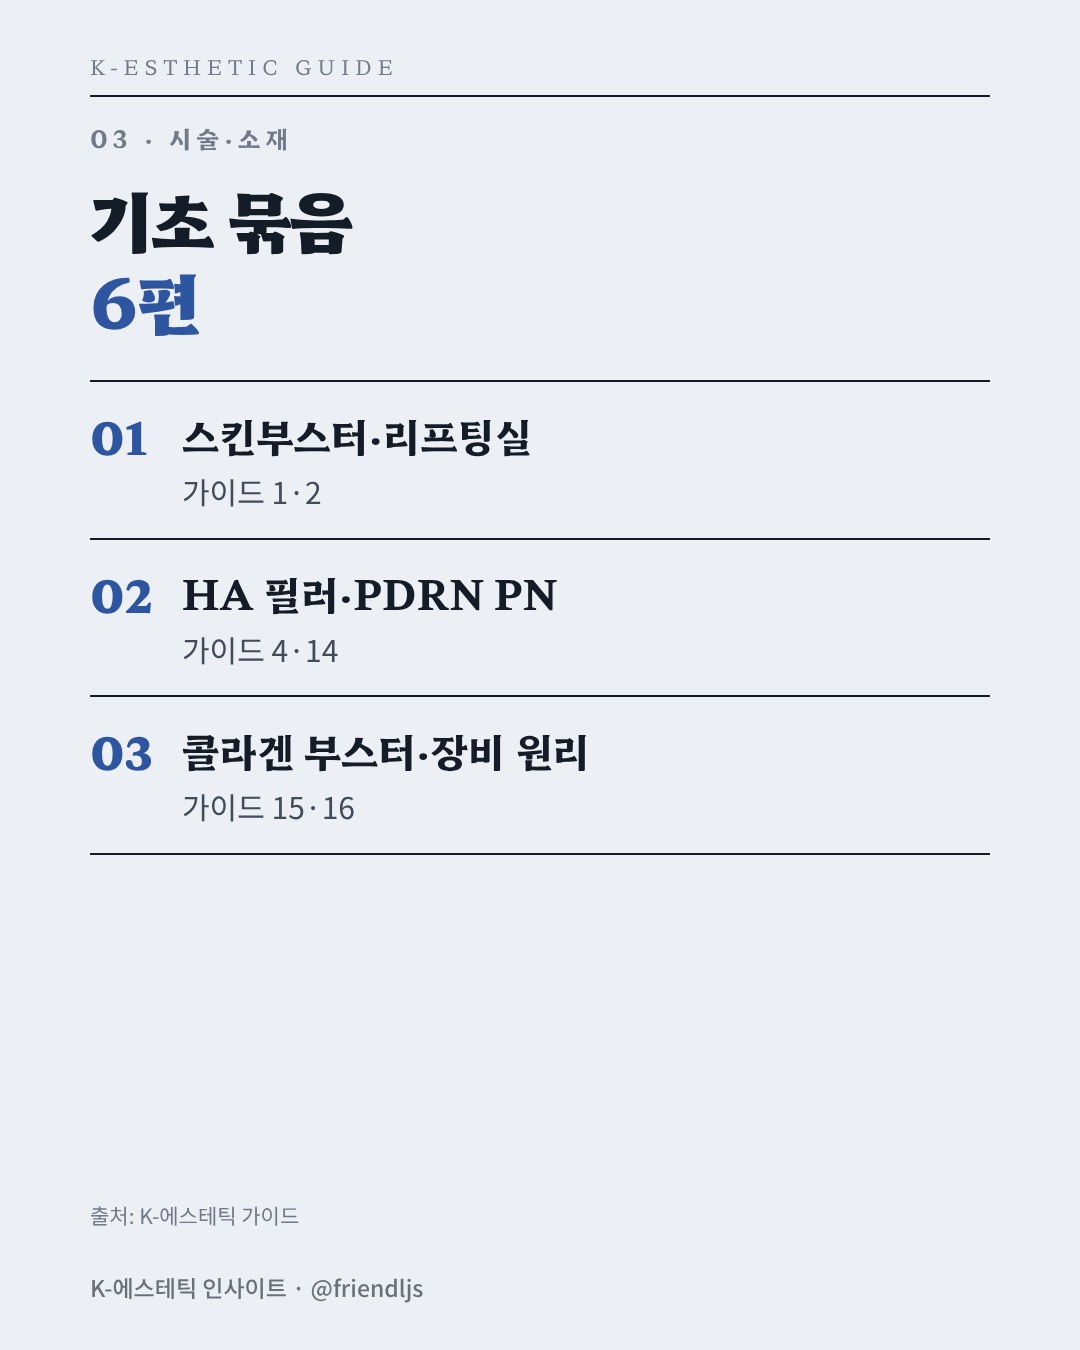 K-ESTHETIC GUIDE
03 · 시술·소재
기초 묶음
6편
01 스킨부스터·리프팅실
가이드 1·2
02 HA 필러·PDRN PN
가이드 4·14
03 콜라겐 부스터·장비 원리
가이드 15·16
출처: K-에스테틱 가이드
K-에스테틱 인사이트 · @friendljs